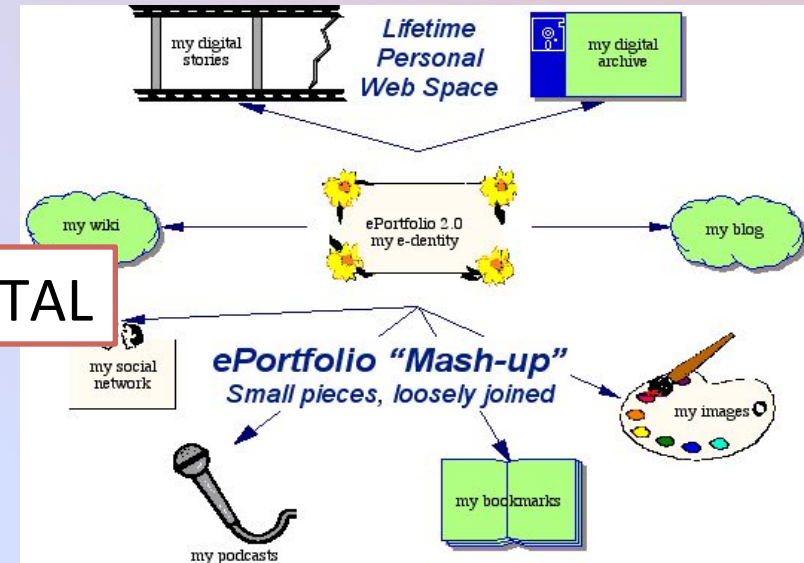 my digital
stories
Lifetime
Personal
Web Space
my digital
archive
my wiki
ePortfolio 2.0
my e-dentity
my blog
TAL
my social
network
ePortfolio “Mash-up”
Small pieces, loosely joined
my images
my podcasts
my bookmarks